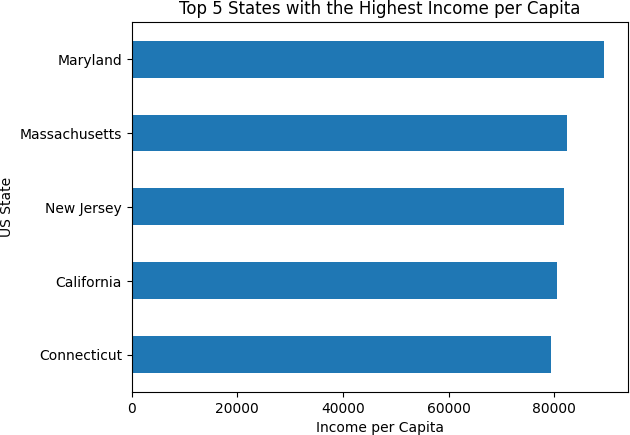 Top 5 States with the Highest Income per Capita
US State
Maryland
Massachusetts
New Jersey
California
Connecticut
0 20000 40000 60000 80000
Income per Capita